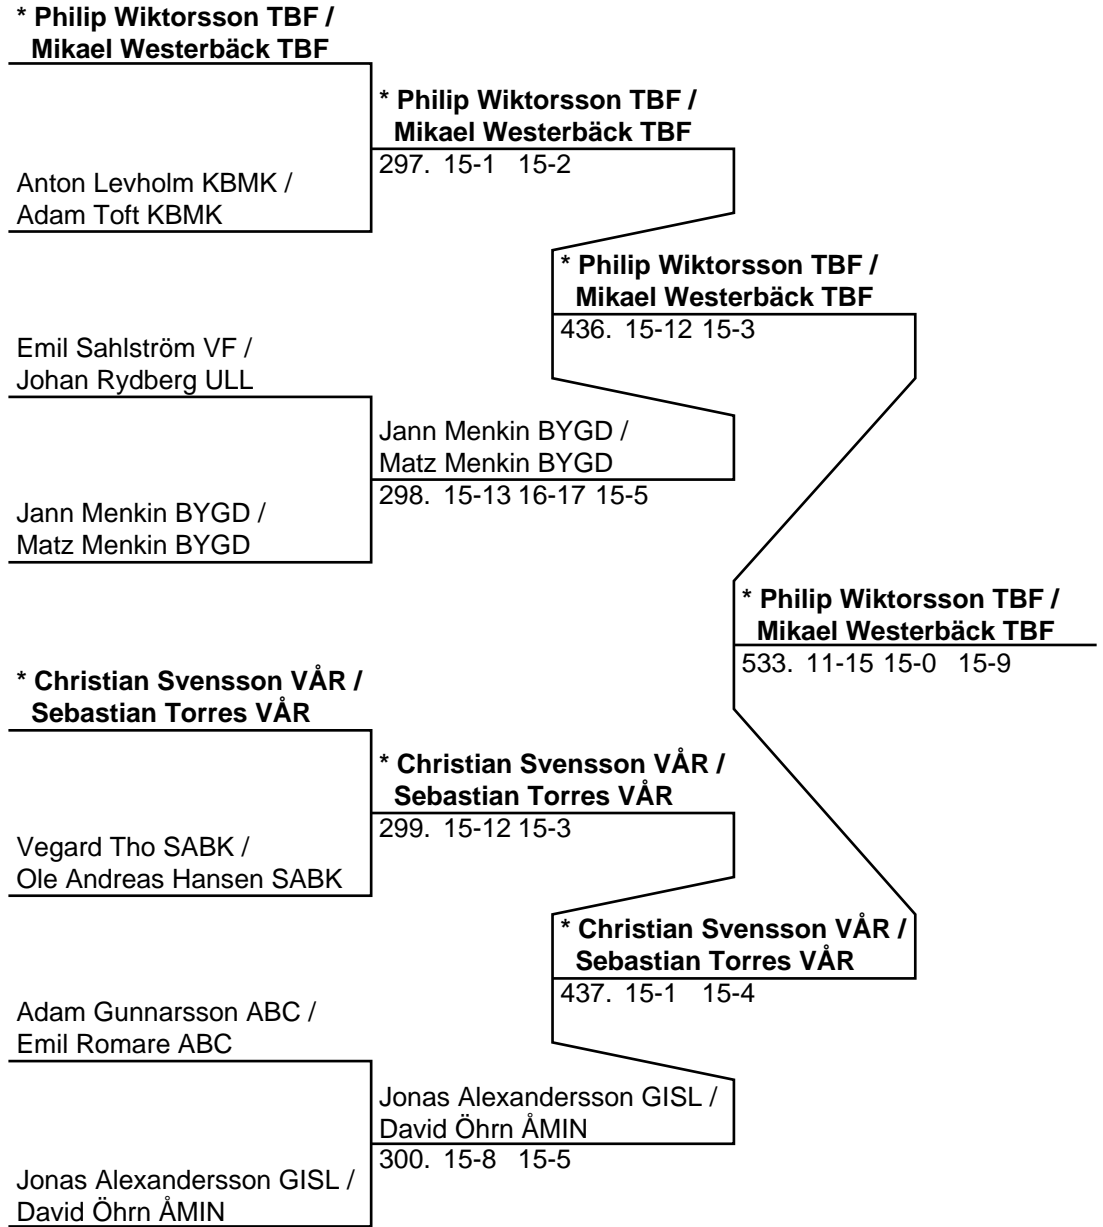 * Philip Wiktorsson TBF /
Mikael Westerbäck TBF
* Philip Wiktorsson TBF /
Mikael Westerbäck TBF
297. 15-1 15-2
Anton Levholm KBMK /
Adam Toft KBMK
* Philip Wiktorsson TBF /
Mikael Westerbäck TBF
436. 15-12 15-3
Emil Sahlström VF /
Johan Rydberg ULL
Jann Menkin BYGD /
Matz Menkin BYGD
298. 15-13 16-17 15-5
Jann Menkin BYGD /
Matz Menkin BYGD
* Philip Wiktorsson TBF /
Mikael Westerbäck TBF
533. 11-15 15-0 15-9
* Christian Svensson VÅR /
Sebastian Torres VÅR
* Christian Svensson VÅR /
Sebastian Torres VÅR
299. 15-12 15-3
Vegard Tho SABK /
Ole Andreas Hansen SABK
* Christian Svensson VÅR /
Sebastian Torres VÅR
437. 15-1 15-4
Adam Gunnarsson ABC /
Emil Romare ABC
Jonas Alexandersson GISL /
David Öhrn ÅMIN
300. 15-8 15-5
Jonas Alexandersson GISL /
David Öhrn ÅMIN